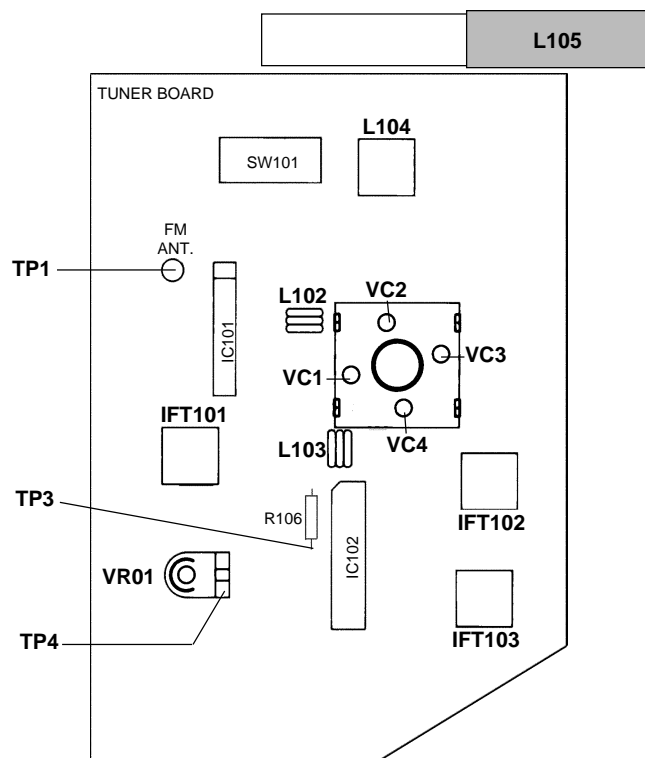 L105
TUNER BOARD
L104
SW101
FM
ANT.
TP1
L102
VC2
IC101
VC3
VC1
IFT101
L103
VC4
TP3
R106
IC102
IFT102
VR01
IFT103
TP4